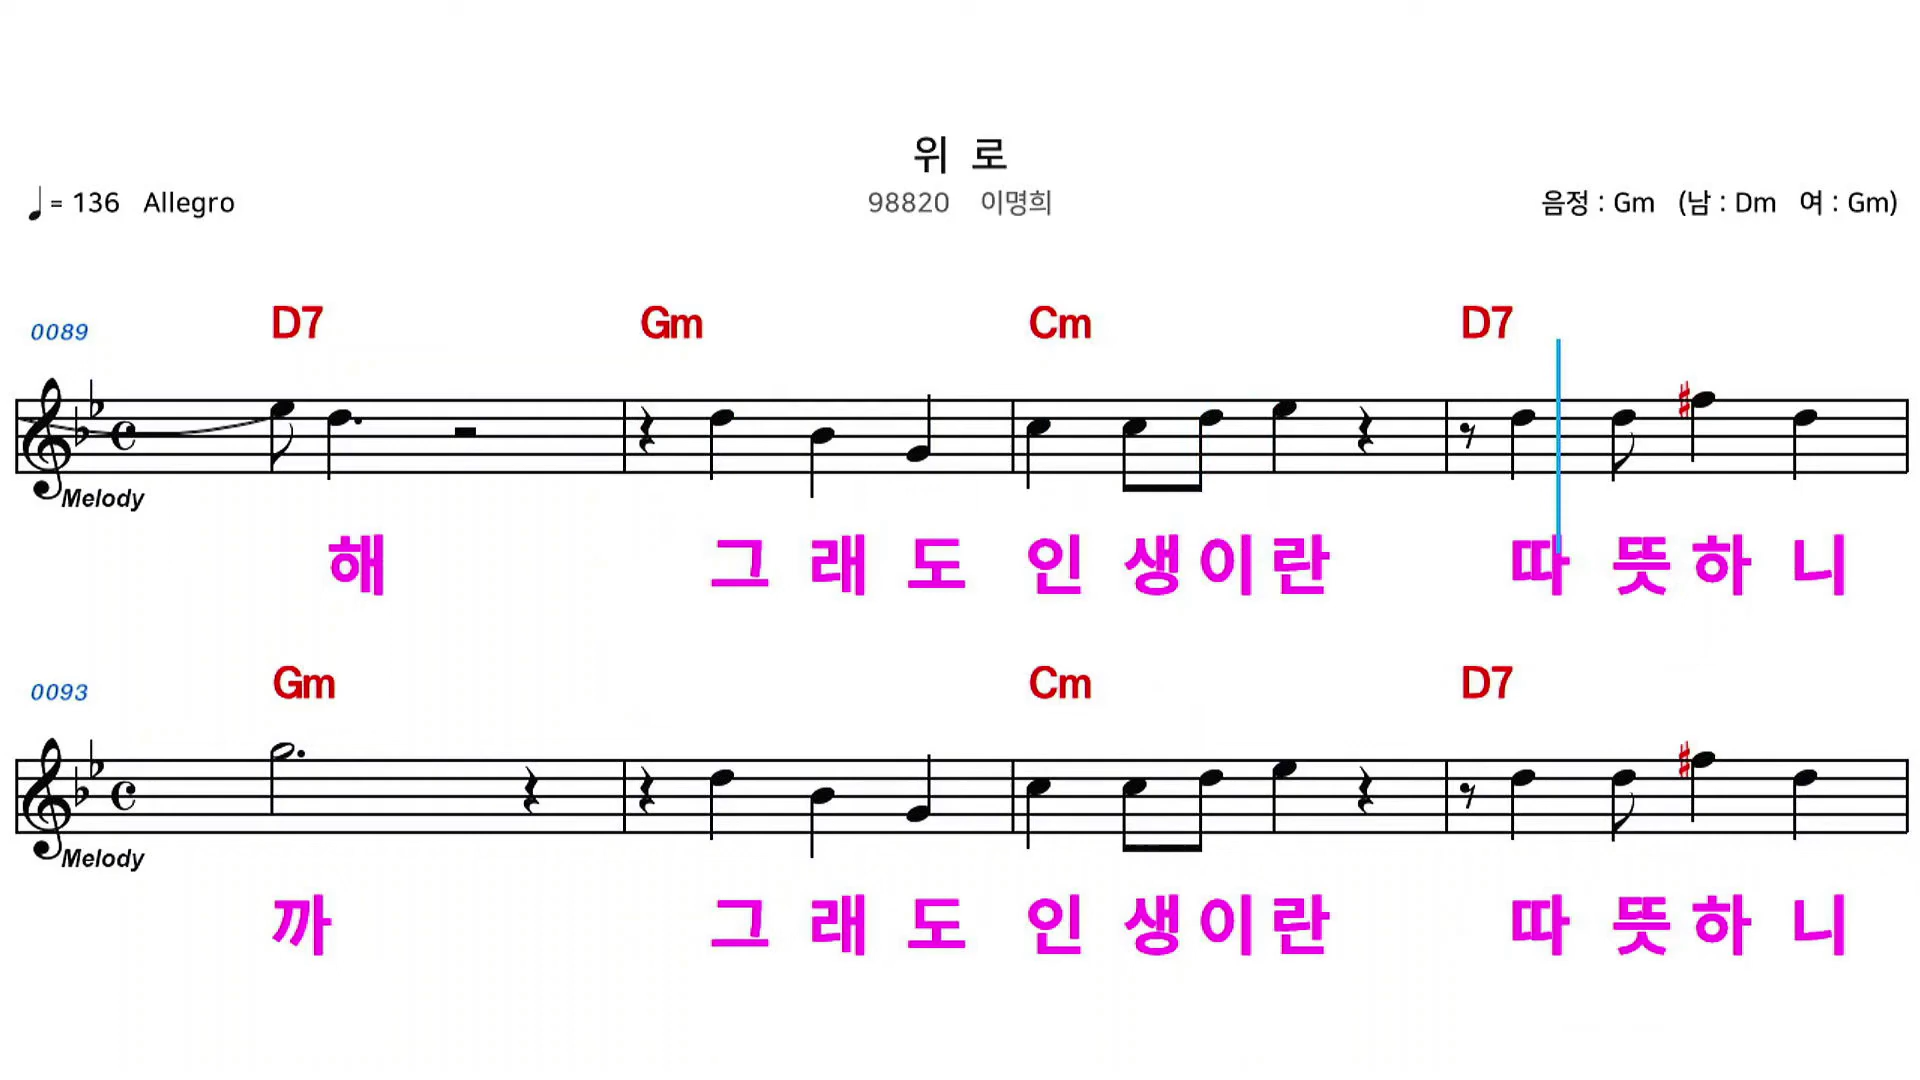 위 로
= 136 Allegro
98820 이명희
음정 : Gm (남 : Dm 여 : Gm)
0089 D7 Gm Cm D7
Melody
해 그 래 도 인 생 이 란 따 뜻 하 니
0093 Gm Cm D7
Melody
까 그 래 도 인 생 이 란 따 뜻 하 니